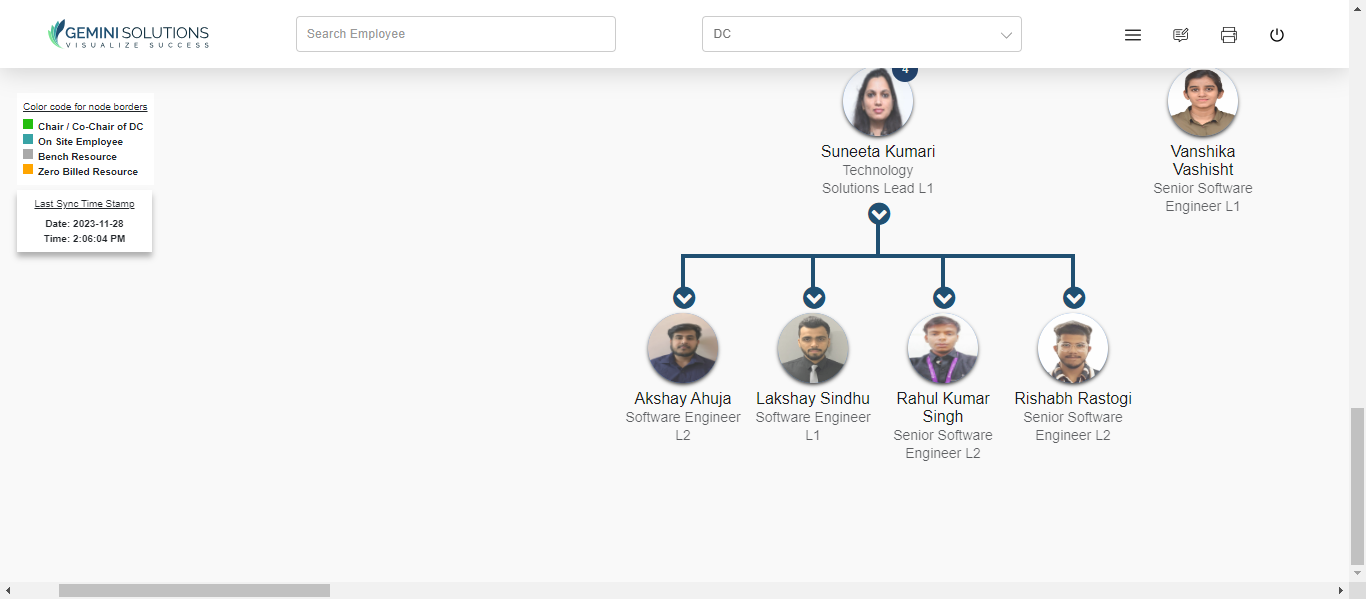 GEMINI SOLUTIONS
VISUALIZE SUCCESS
Search Employee
DC
Color code for node borders
Chair / Co-Chair of DC
On Site Employee
Bench Resource
Zero Billed Resource
Last Sync Time Stamp
Date: 2023-11-28
Time: 2:06:04 PM
4
Suneeta Kumari
Technology
Solutions Lead L1
Vanshika
Vashisht
Senior Software
Engineer L1
Akshay Ahuja
Software Engineer
L2
Lakshay Sindhu
Software Engineer
L1
Rahul Kumar
Singh
Senior Software
Engineer L2
Rishabh Rastogi
Senior Software
Engineer L2